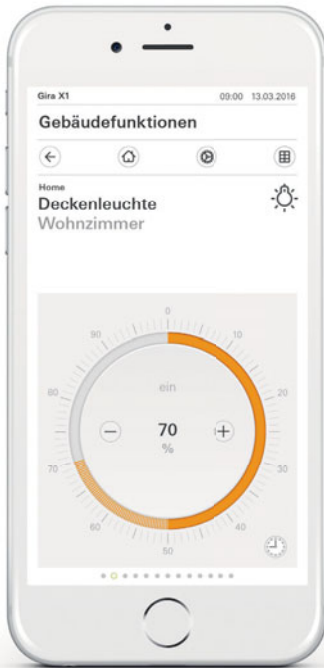 Gira X1 09:00 13.03.2016
Gebäudefunktionen
Home
Deckenleuchte
Wohnzimmer
0
90 10
80 20
ein
70
%
70 30
60 40
50